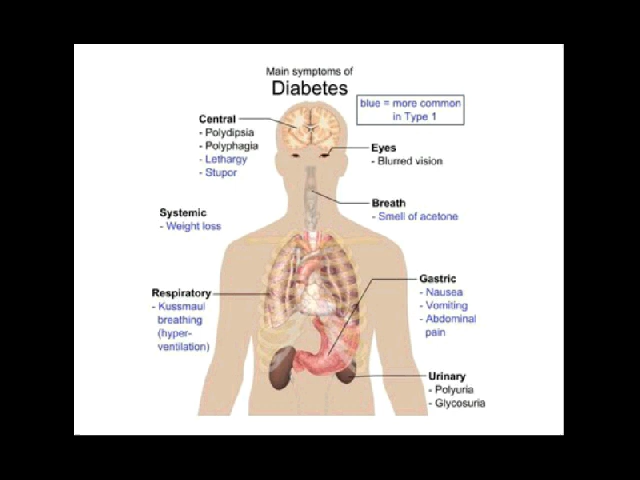 Main symptoms of
Diabetes
blue = more common
in Type 1
Central
- Polydipsia
- Polyphagia
- Lethargy
- Stupor
Eyes
- Blurred vision
Breath
- Smell of acetone
Systemic
- Weight loss
Respiratory
- Kussmaul
breathing
(hyper-
ventilation)
Gastric
- Nausea
- Vomiting
- Abdominal
pain
Urinary
- Polyuria
- Glycosuria